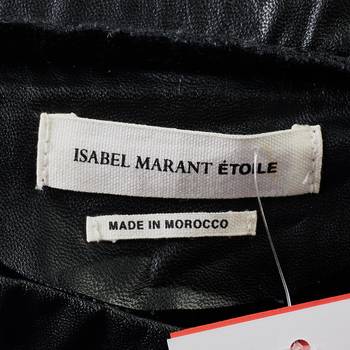 ISABEL MARANT ÉTOILE
MADE IN MOROCCO